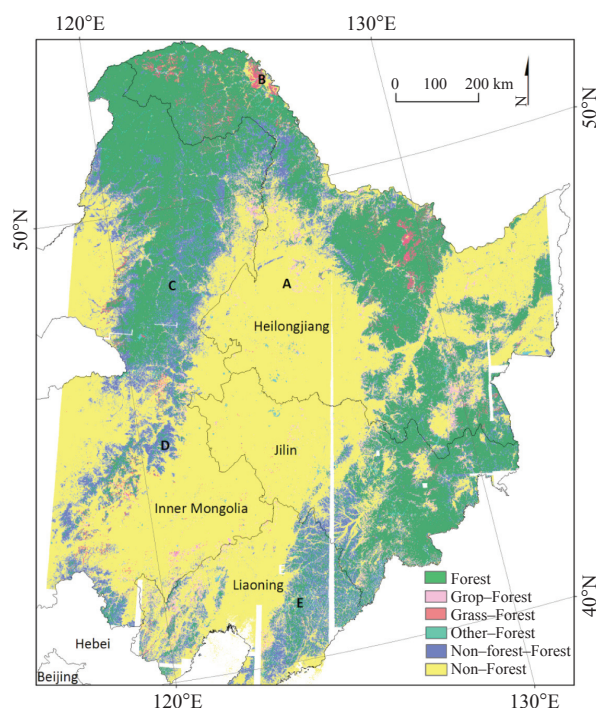 120°E
130°E
B
0 100 200 km
N
50°N
50°N
C
A
Heilongjiang
D
Jilin
Inner Mongolia
Liaoning
E
Forest
Grop–Forest
Grass–Forest
Other–Forest
Non–forest–Forest
Non–Forest
40°N
Hebei
Beijing
120°E
130°E